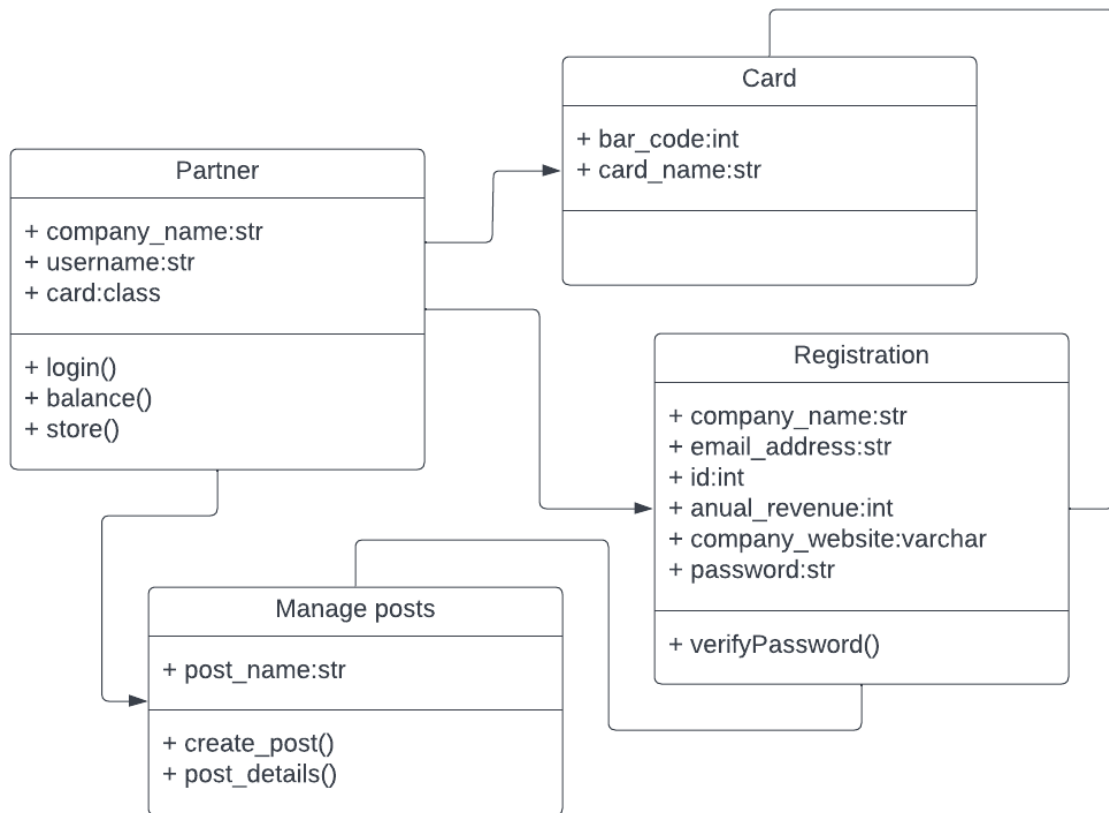 Card
+ bar_code:int
+ card_name:str
Partner
+ company_name:str
+ username:str
+ card:class
+ login()
+ balance()
+ store()
Registration
+ company_name:str
+ email_address:str
+ id:int
+ anual_revenue:int
+ company_website:varchar
+ password:str
+ verifyPassword()
Manage posts
+ post_name:str
+ create_post()
+ post_details()